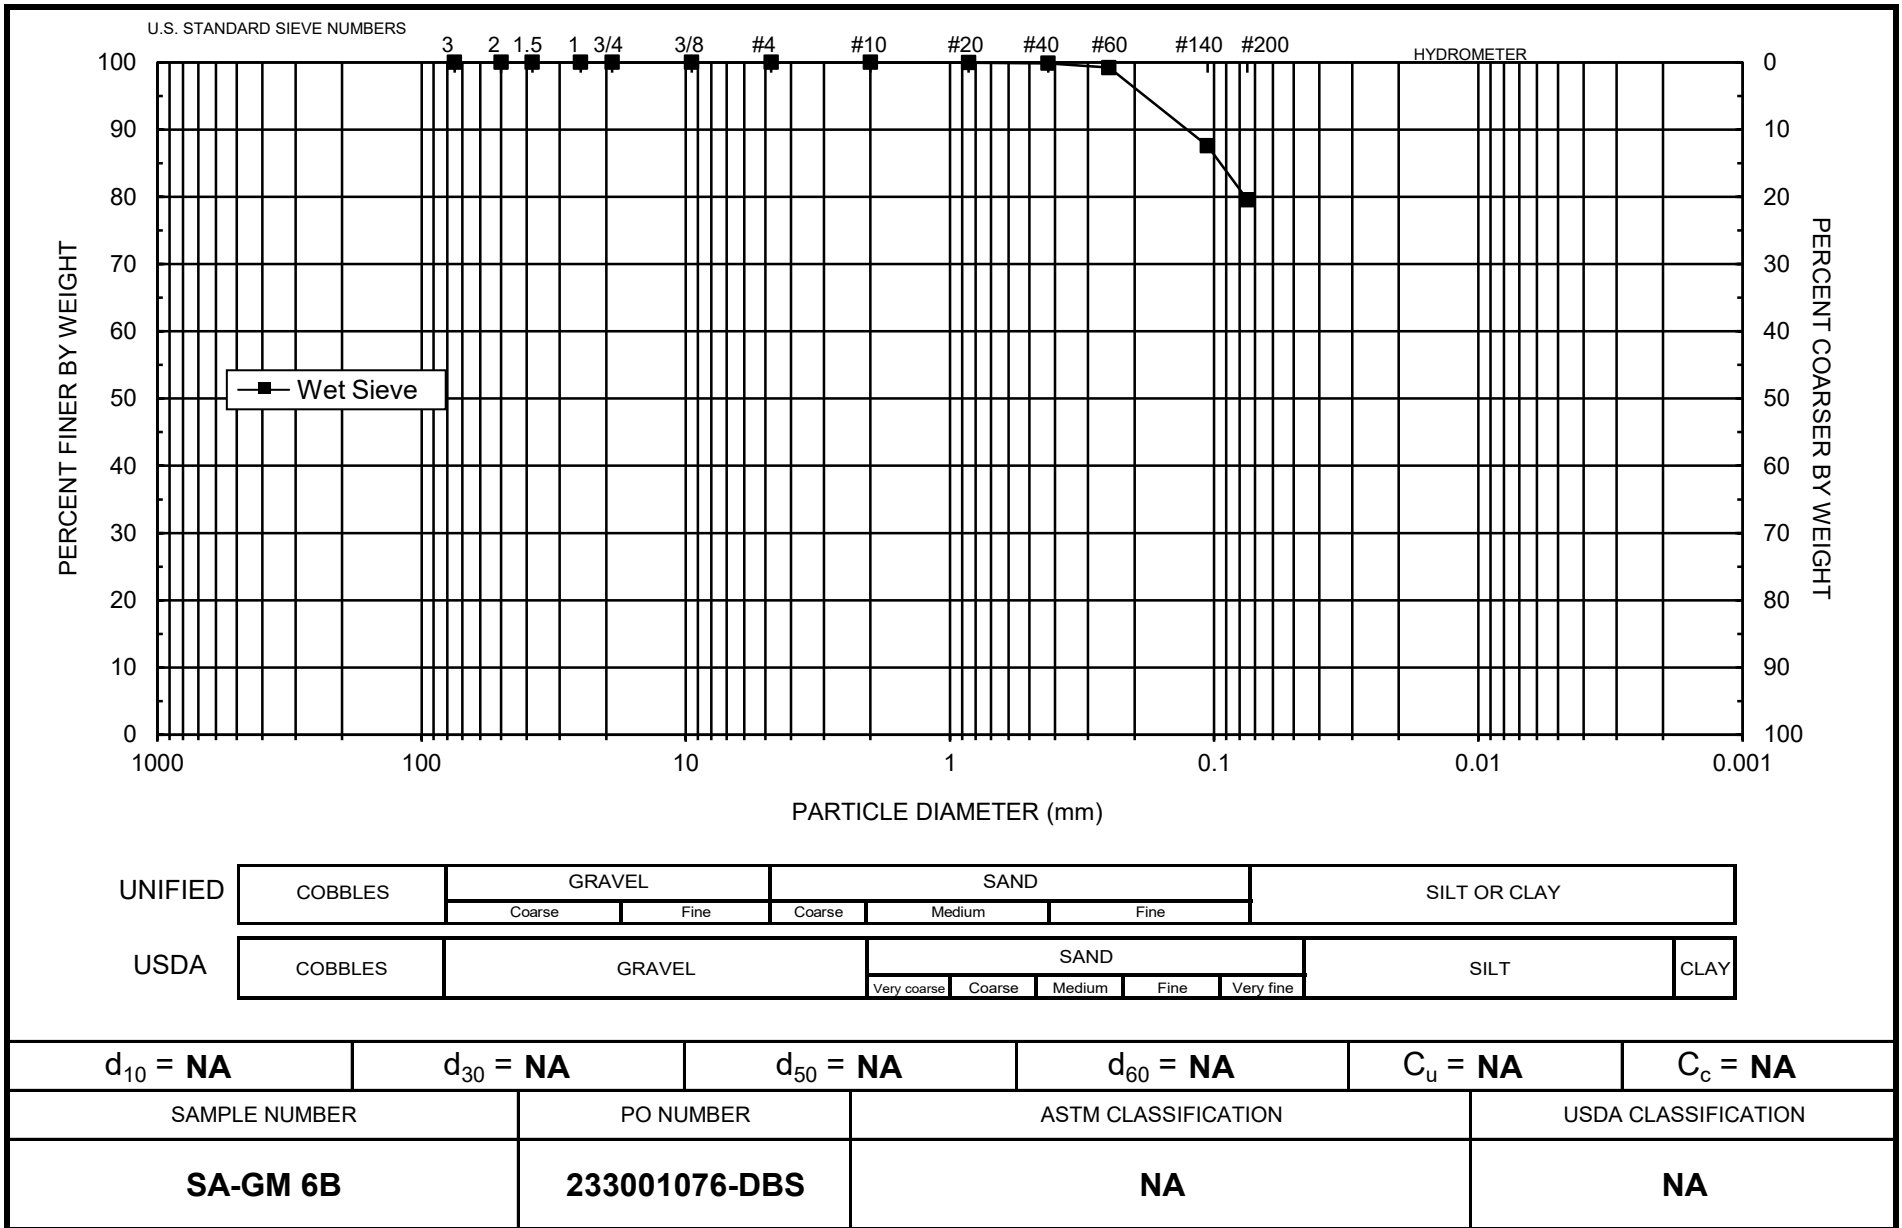 U.S. STANDARD SIEVE NUMBERS
3 2 1.5 1 3/4 3/8 #4 #10 #20 #40 #60 #140 #200
HYDROMETER
100 0
90 10
80 20
70 30
60 40
50 50
40 60
30 70
20 80
10 90
0 100
PERCENT FINER BY WEIGHT
PERCENT COARSER BY WEIGHT
Wet Sieve
1000 100 10 1 0.1 0.01 0.001
PARTICLE DIAMETER (mm)
UNIFIED COBBLES GRAVEL SAND SILT OR CLAY
Coarse Fine Coarse Medium Fine
USDA COBBLES GRAVEL SAND SILT CLAY
Very coarse Coarse Medium Fine Very fine
d10 = NA d30 = NA d50 = NA d60 = NA Cu = NA Cc = NA
SAMPLE NUMBER PO NUMBER ASTM CLASSIFICATION USDA CLASSIFICATION
SA-GM 6B 233001076-DBS NA NA